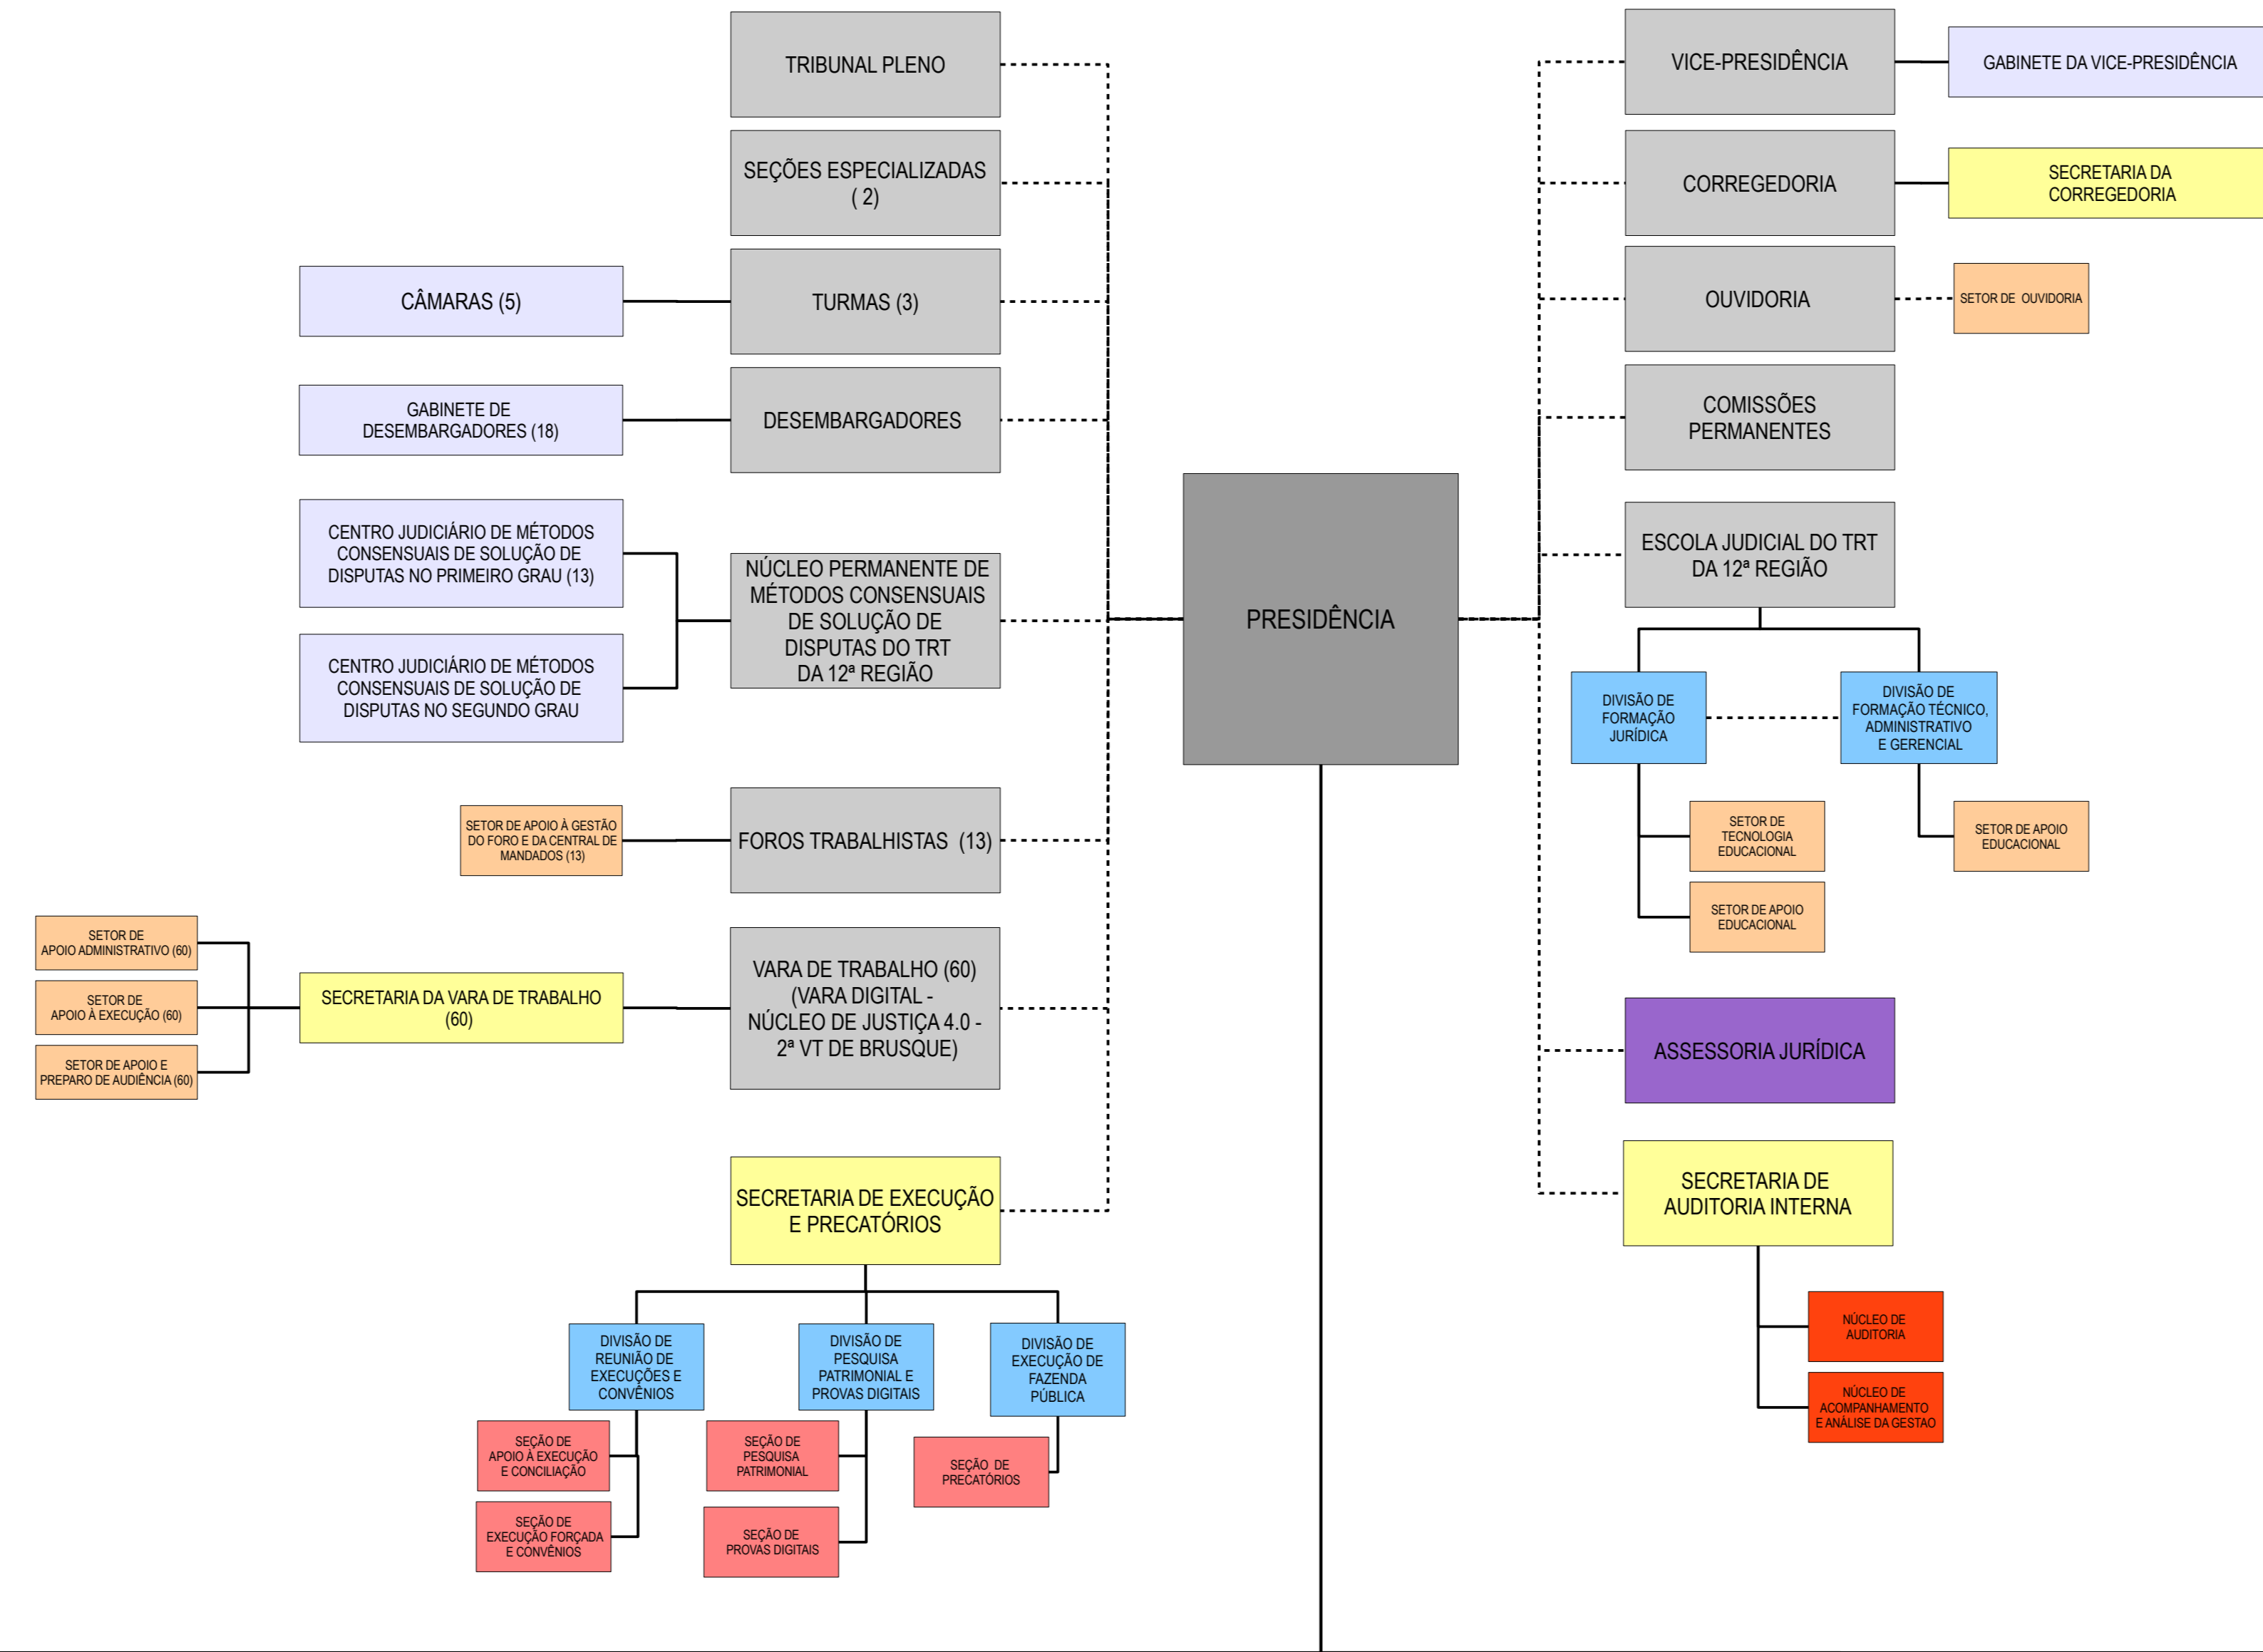 TRIBUNAL PLENO
SEÇÕES ESPECIALIZADAS
( 2)
CÂMARAS (5)
TURMAS (3)
GABINETE DE
DESEMBARGADORES (18)
DESEMBARGADORES
CENTRO JUDICIÁRIO DE MÉTODOS
CONSENSUAIS DE SOLUÇÃO DE
DISPUTAS NO PRIMEIRO GRAU (13)
CENTRO JUDICIÁRIO DE MÉTODOS
CONSENSUAIS DE SOLUÇÃO DE
DISPUTAS NO SEGUNDO GRAU
NÚCLEO PERMANENTE DE
MÉTODOS CONSENSUAIS
DE SOLUÇÃO DE
DISPUTAS DO TRT
DA 12ª REGIÃO
SETOR DE APOIO À GESTÃO
DO FORO E DA CENTRAL DE
MANDADOS (13)
FOROS TRABALHISTAS (13)
SETOR DE
APOIO ADMINISTRATIVO (60)
SETOR DE
APOIO À EXECUÇÃO (60)
SETOR DE APOIO E
PREPARO DE AUDIÊNCIA (60)
SECRETARIA DA VARA DE TRABALHO
(60)
VARA DE TRABALHO (60)
(VARA DIGITAL -
NÚCLEO DE JUSTIÇA 4.0 -
2ª VT DE BRUSQUE)
SECRETARIA DE EXECUÇÃO
E PRECATÓRIOS
DIVISÃO DE
REUNIÃO DE
EXECUÇÕES E
CONVÊNIOS
DIVISÃO DE
PESQUISA
PATRIMONIAL E
PROVAS DIGITAIS
DIVISÃO DE
EXECUÇÃO DE
FAZENDA
PÚBLICA
SEÇÃO DE
APOIO À EXECUÇÃO
E CONCILIAÇÃO
SEÇÃO DE
EXECUÇÃO FORÇADA
E CONVÊNIOS
SEÇÃO DE
PESQUISA
PATRIMONIAL
SEÇÃO DE
PROVAS DIGITAIS
SEÇÃO DE
PRECATÓRIOS
PRESIDÊNCIA
VICE-PRESIDÊNCIA
GABINETE DA VICE-PRESIDÊNCIA
CORREGEDORIA
SECRETARIA DA
CORREGEDORIA
OUVIDORIA
SETOR DE OUVIDORIA
COMISSÕES
PERMANENTES
ESCOLA JUDICIAL DO TRT
DA 12ª REGIÃO
DIVISÃO DE
FORMAÇÃO
JURÍDICA
DIVISÃO DE
FORMAÇÃO TÉCNICO,
ADMINISTRATIVO
E GERENCIAL
SETOR DE
TECNOLOGIA
EDUCACIONAL
SETOR DE APOIO
EDUCACIONAL
SETOR DE APOIO
EDUCACIONAL
ASSESSORIA JURÍDICA
SECRETARIA DE
AUDITORIA INTERNA
NÚCLEO DE
AUDITORIA
NÚCLEO DE
ACOMPANHAMENTO
E ANÁLISE DA GESTAO